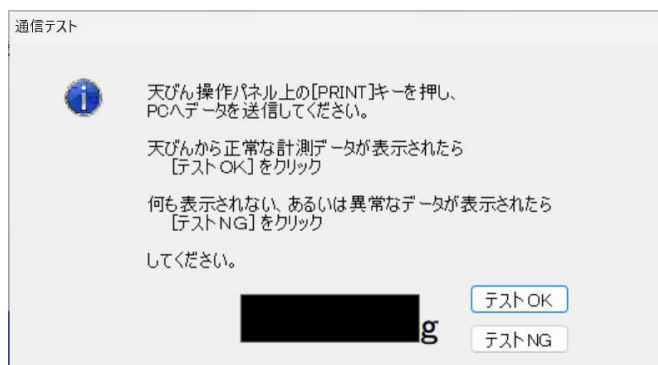 通信テスト
天びん操作パネル上の[PRINT]キーを押し、
PCへデータを送信してください。
天びんから正常な計測データが表示されたら
[テストOK]をクリック
何も表示されない、あるいは異常なデータが表示されたら
[テストNG]をクリック
してください。
g
テストOK
テストNG